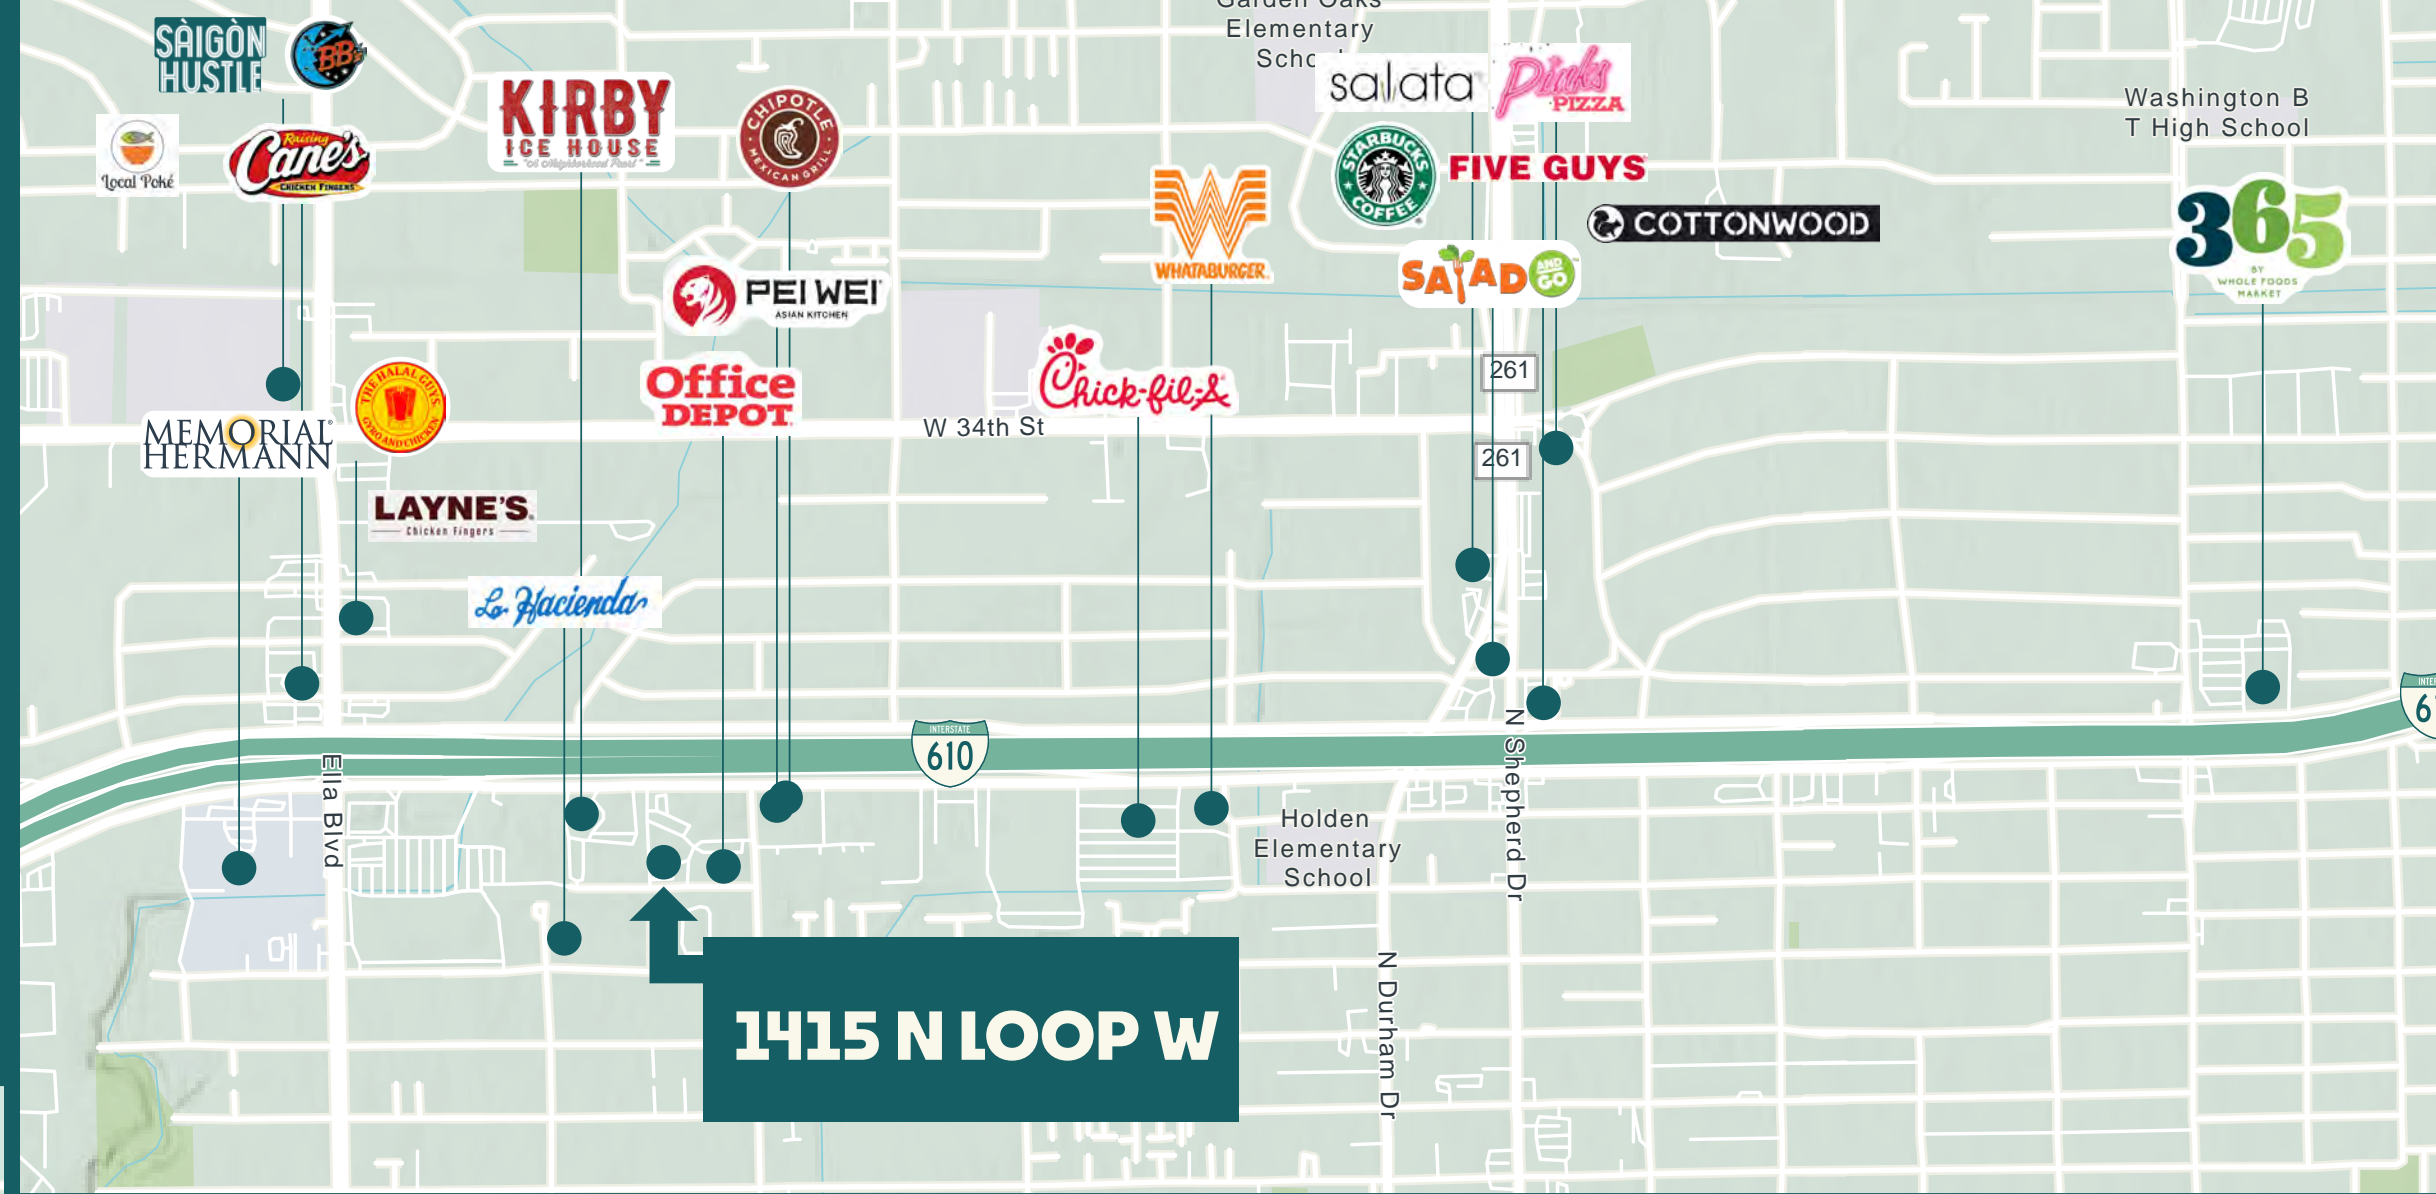 Garden Oaks
Elementary
School
SÀIGÒN
HUSTLE
BB's
Local Poké
Raising
Cane's
CHICKEN FINGERS
KIRBY
ICE HOUSE
"A Neighborhood Pearl"
CHIPOTLE
MEXICAN GRILL
salata
Pink's
PIZZA
STARBUCKS
COFFEE
FIVE GUYS
COTTONWOOD
Washington B
T High School
365
BY
WHOLE FOODS
MARKET
WHATABURGER
SALAD
AND
GO
PEI WEI
ASIAN KITCHEN
Office
DEPOT
Chick-fil-A
261
W 34th St
261
MEMORIAL
HERMANN
THE HALAL GUYS
GYRO AND CHICKEN
LAYNE'S
Chicken Fingers
La Hacienda
INTERSTATE
610
Ella Blvd
N Shepherd Dr
Holden
Elementary
School
N Durham Dr
1415 N LOOP W